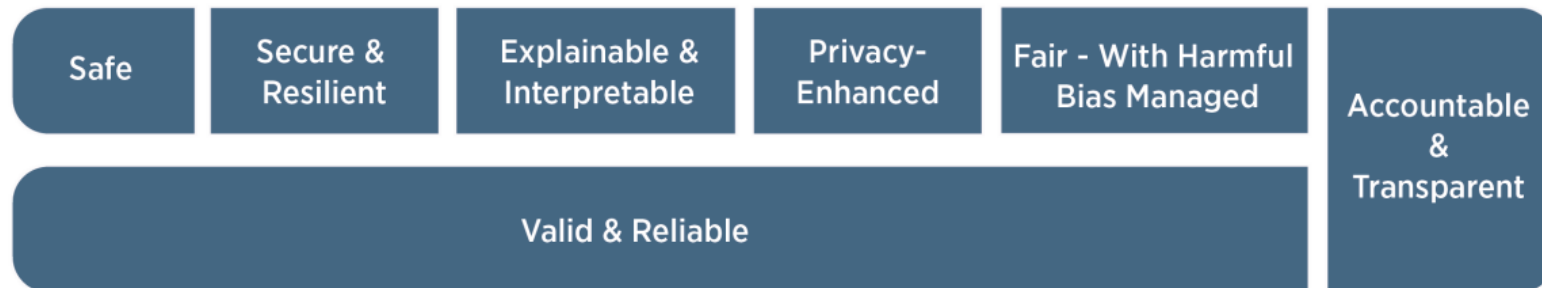 Safe
Secure &
Resilient
Explainable &
Interpretable
Privacy-
Enhanced
Fair - With Harmful
Bias Managed
Accountable
&
Transparent
Valid & Reliable